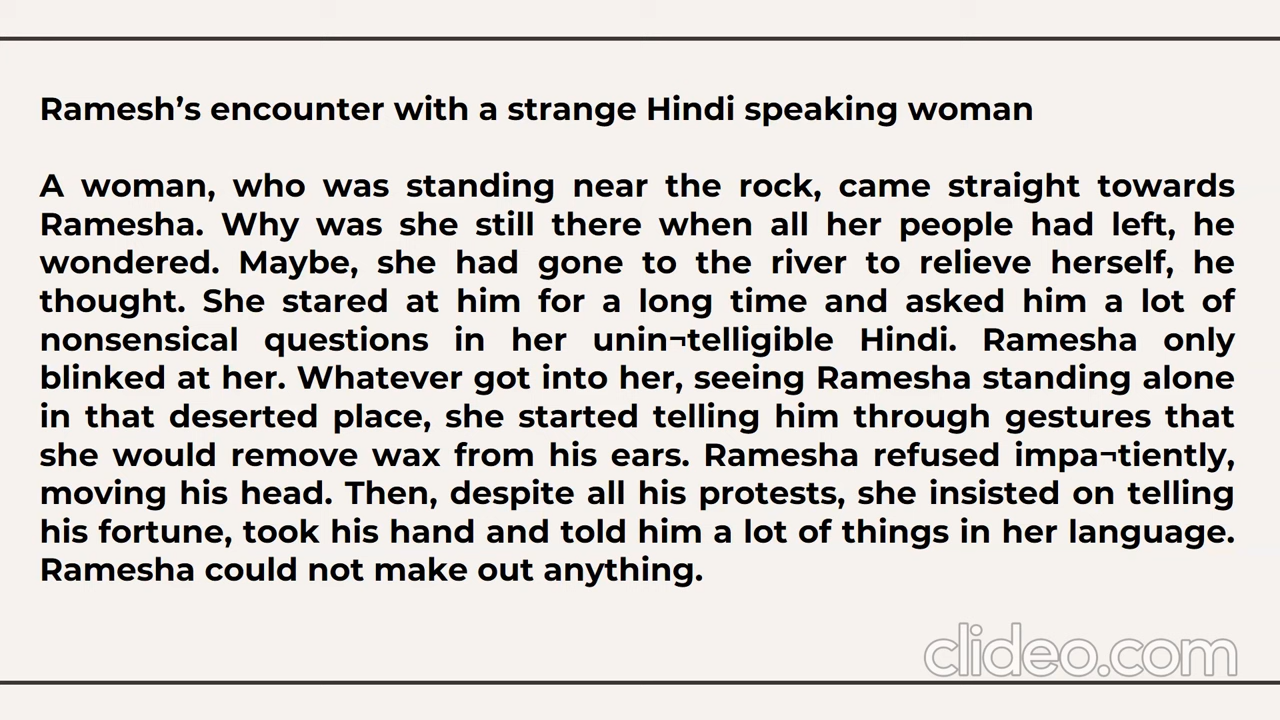 Ramesh’s encounter with a strange Hindi speaking woman
A woman, who was standing near the rock, came straight towards
Ramesha. Why was she still there when all her people had left, he
wondered. Maybe, she had gone to the river to relieve herself, he
thought. She stared at him for a long time and asked him a lot of
nonsensical questions in her unin¬telligible Hindi. Ramesha only
blinked at her. Whatever got into her, seeing Ramesha standing alone
in that deserted place, she started telling him through gestures that
she would remove wax from his ears. Ramesha refused impa¬tiently,
moving his head. Then, despite all his protests, she insisted on telling
his fortune, took his hand and told him a lot of things in her language.
Ramesha could not make out anything.
clideo.com